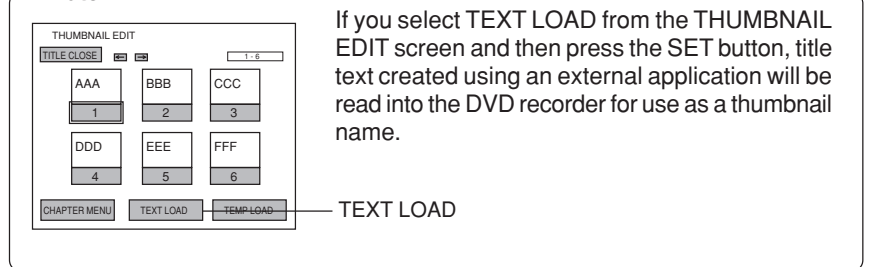 THUMBNAIL EDIT
TITLE CLOSE ← → 1 - 6
AAA BBB CCC
1 2 3
DDD EEE FFF
4 5 6
CHAPTER MENU TEXT LOAD TEMP LOAD
If you select TEXT LOAD from the THUMBNAIL
EDIT screen and then press the SET button, title
text created using an external application will be
read into the DVD recorder for use as a thumbnail
name.
TEXT LOAD